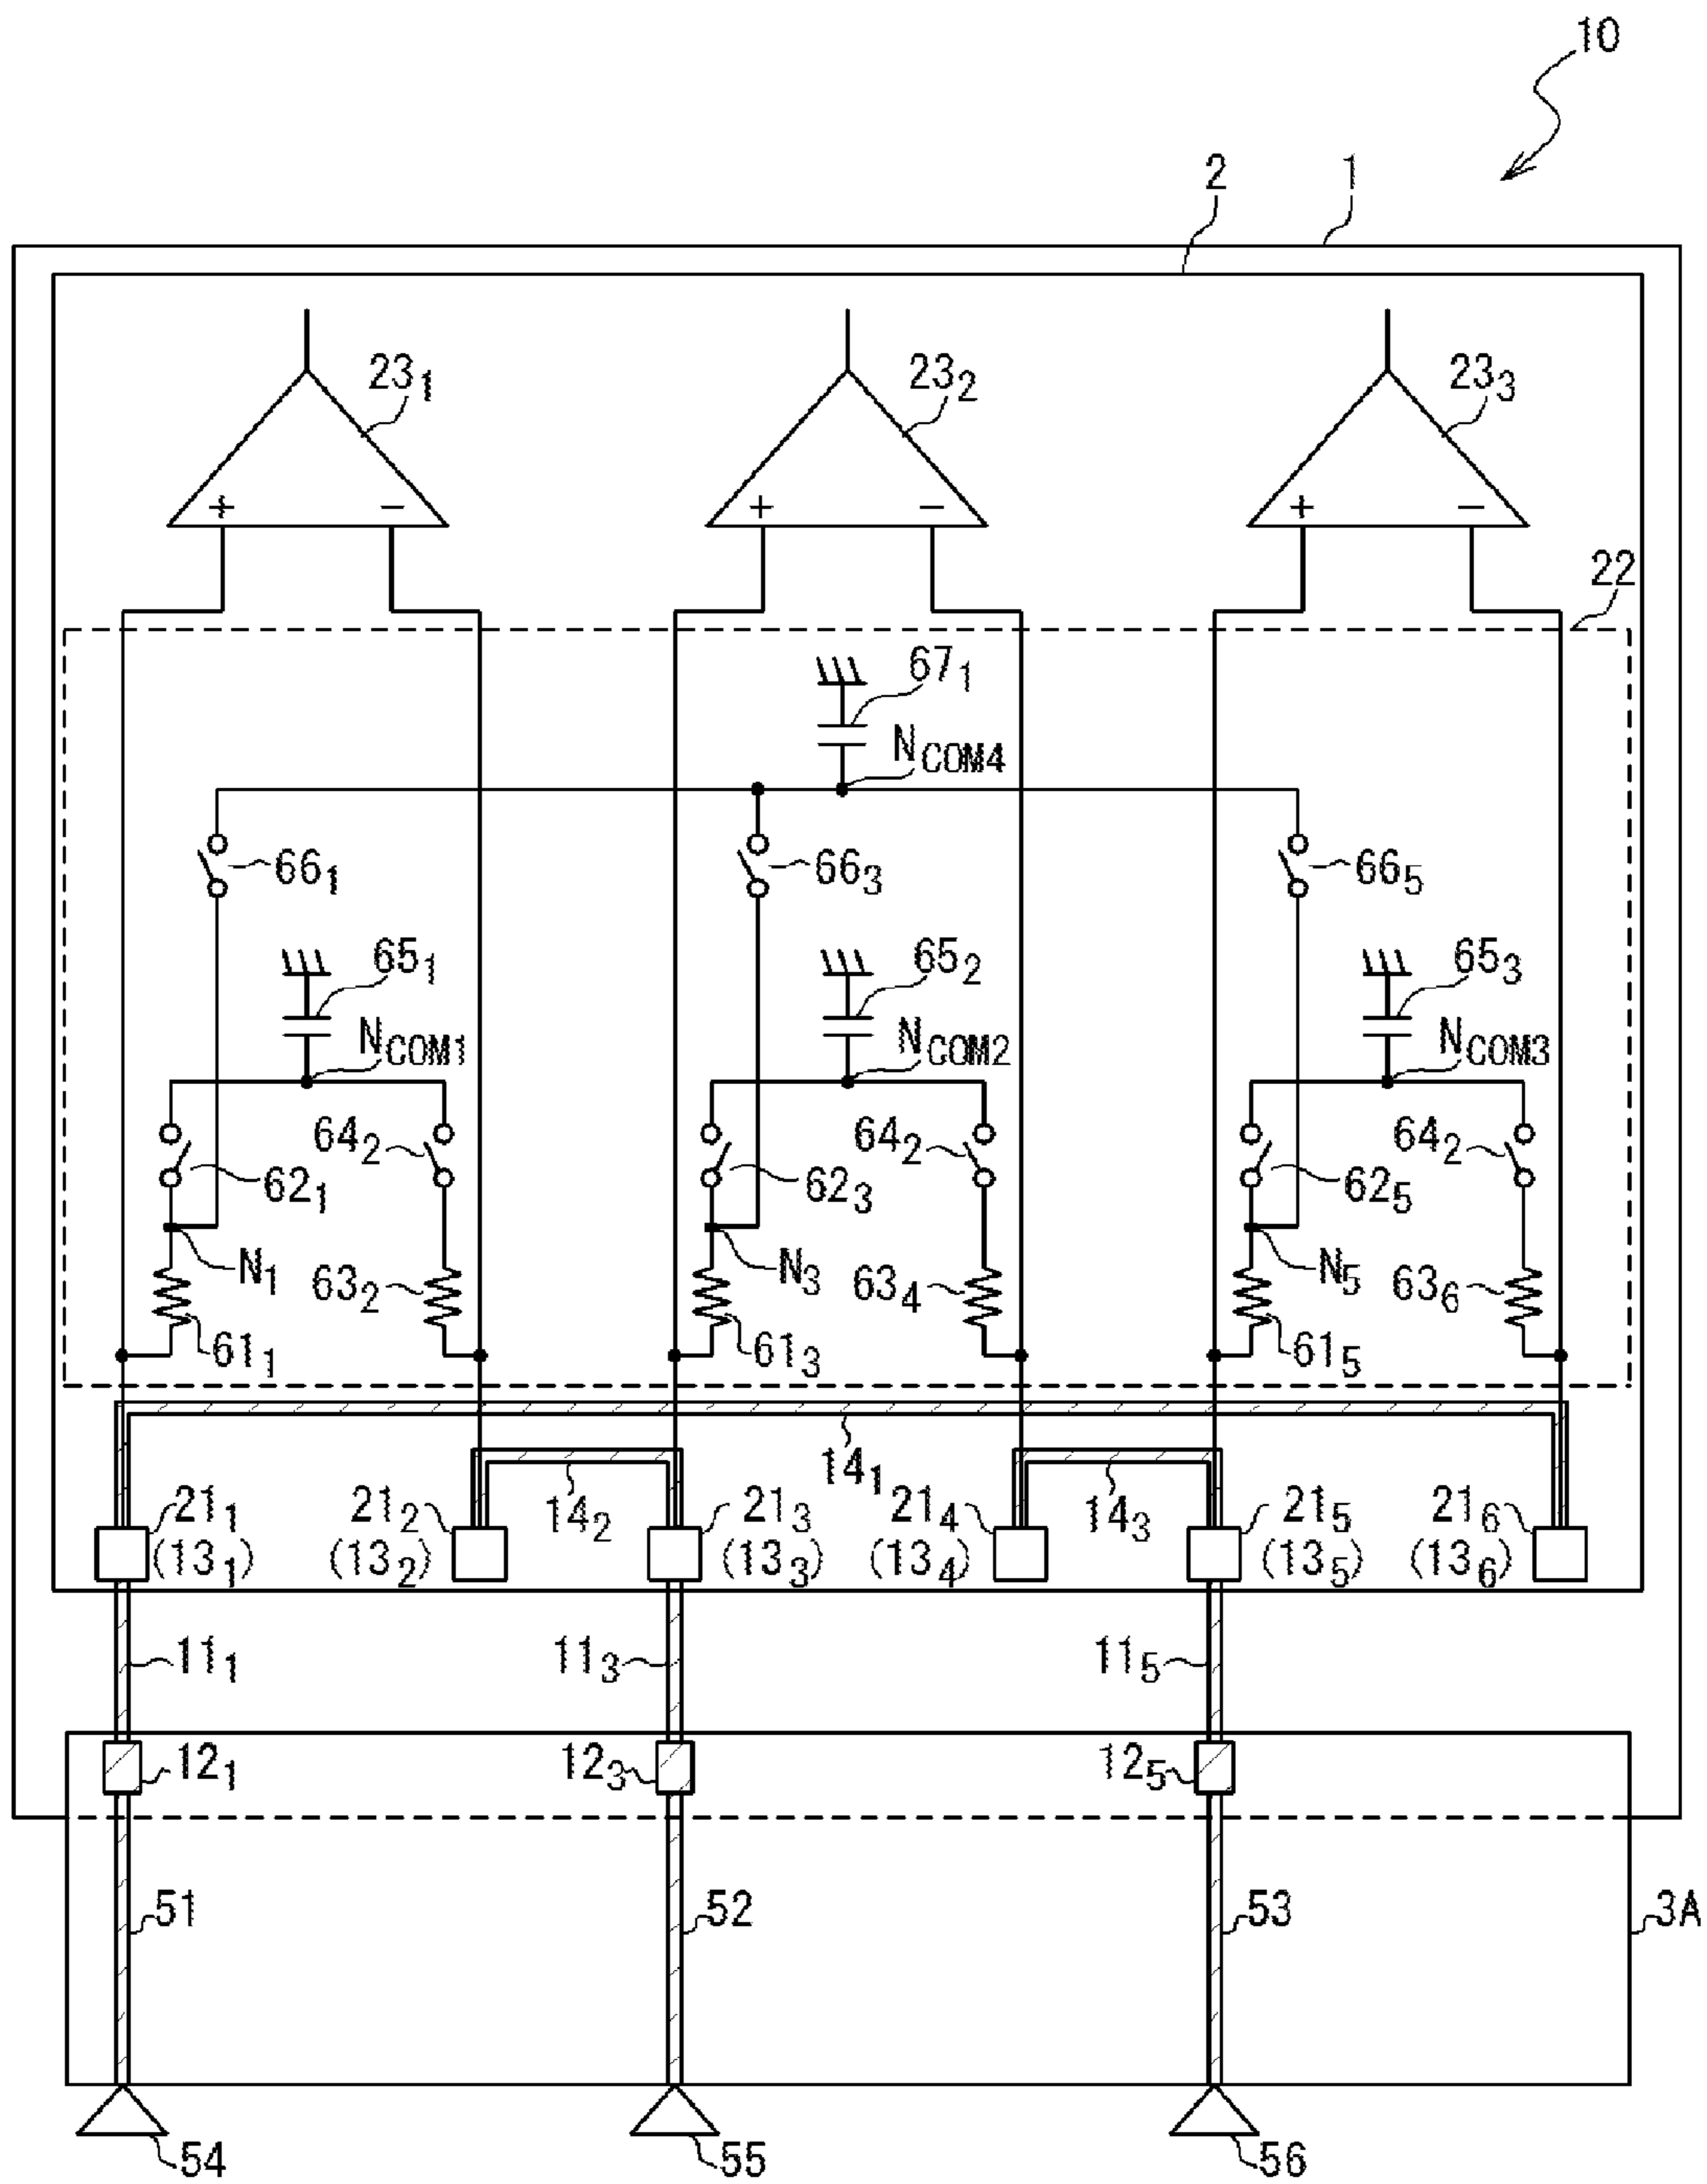 10
2 1
23₁ 23₂ 23₃
+ − + − + −
22
67₁
N_COM4
66₁ 66₃ 66₅
65₁ 65₂ 65₃
N_COM1 N_COM2 N_COM3
64₂ 64₂ 64₂
62₁ 62₃ 62₅
N₁ 63₂ N₃ 63₄ N₅ 63₆
61₁ 61₃ 61₅
14₁
21₁ 21₂ 14₂ 21₃ 21₄ 14₃ 21₅ 21₆
(13₁) (13₂) (13₃) (13₄) (13₅) (13₆)
11₁ 11₃ 11₅
12₁ 12₃ 12₅
51 52 53 3A
54 55 56